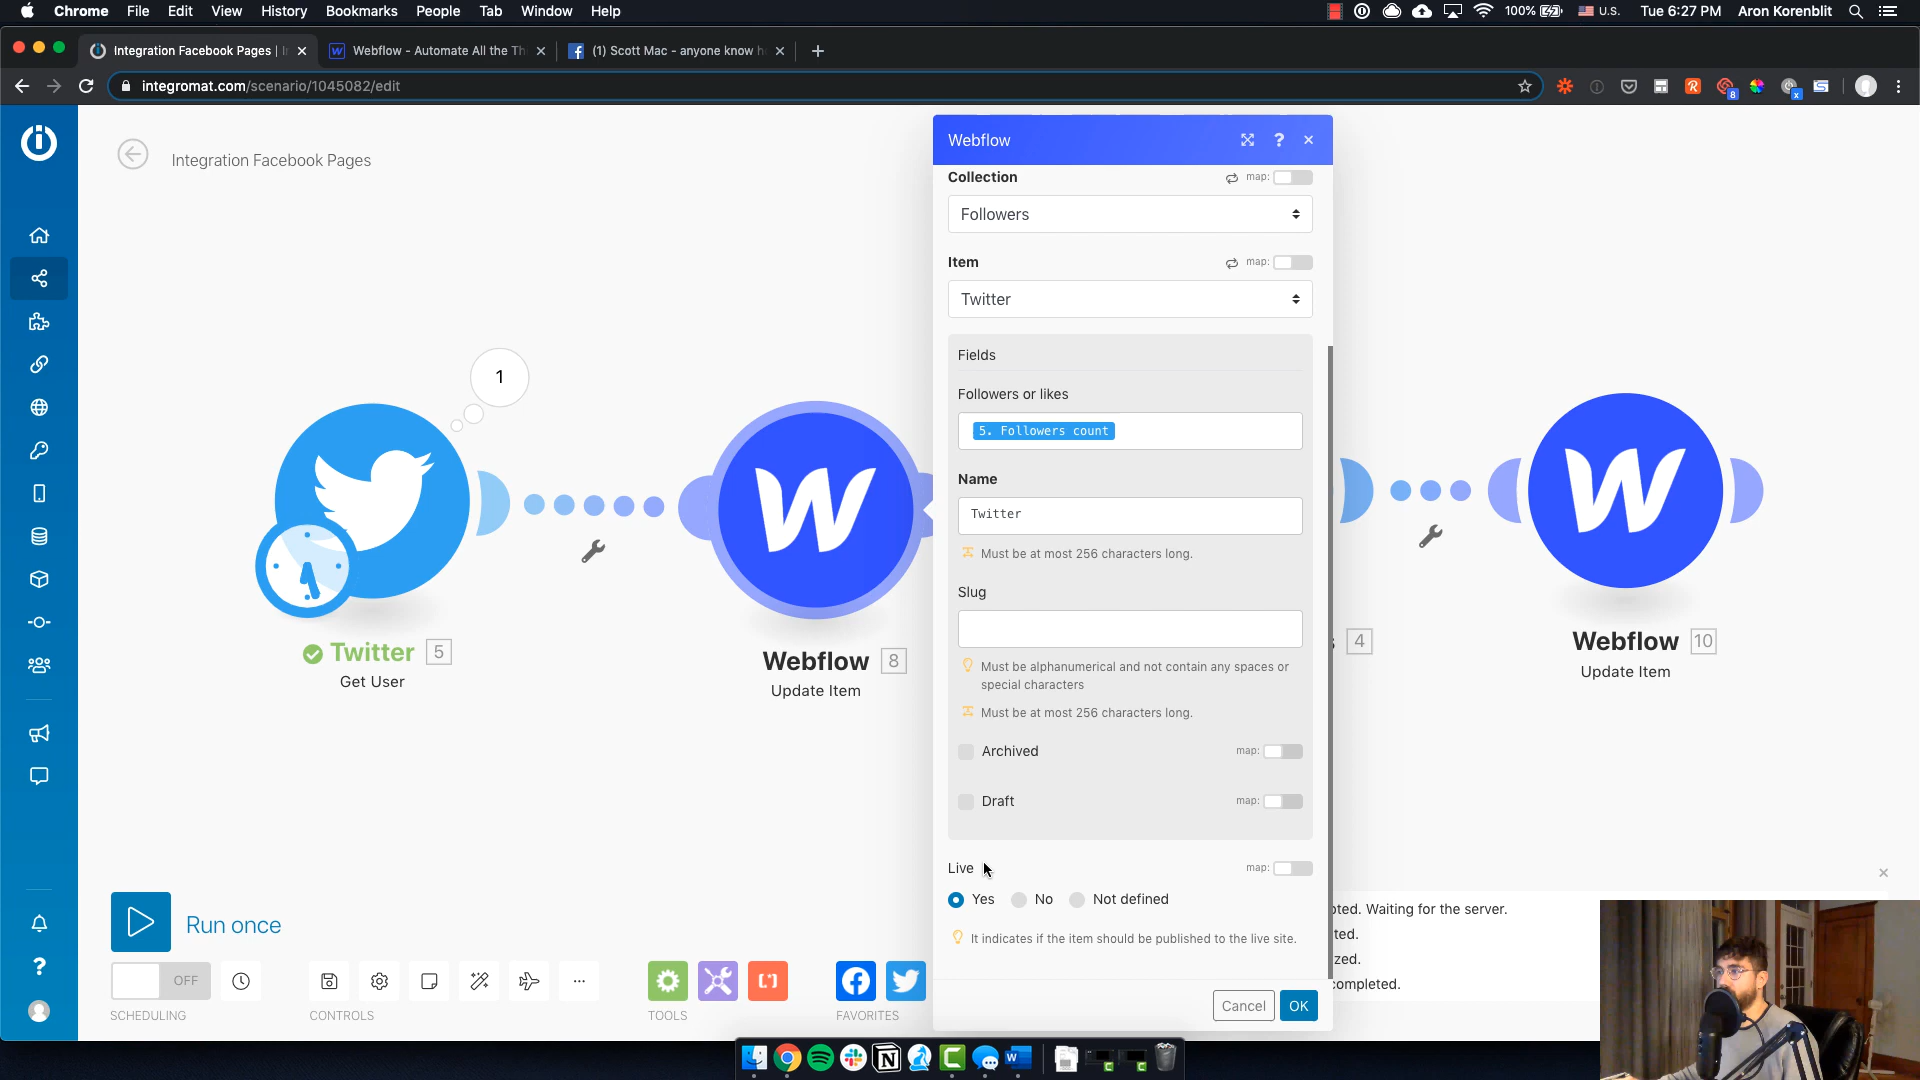 Chrome File Edit View History Bookmarks People Tab Window Help
100% U.S. Tue 6:27 PM Aron Korenblit
Integration Facebook Pages |
Webflow - Automate All the Th
(1) Scott Mac - anyone know h
integromat.com/scenario/1045082/edit
Integration Facebook Pages
Webflow
?
Collection
map:
Followers
Item
map:
Twitter
Fields
Followers or likes
5. Followers count
Name
Twitter
Must be at most 256 characters long.
Slug
Must be alphanumerical and not contain any spaces or
special characters
Must be at most 256 characters long.
Archived
map:
Draft
map:
Live
map:
Yes
No
Not defined
It indicates if the item should be published to the live site.
Cancel
OK
1
Twitter 5
Get User
Webflow 8
Update Item
4
Webflow 10
Update Item
Run once
OFF
SCHEDULING
CONTROLS
TOOLS
FAVORITES
Waiting for the server.